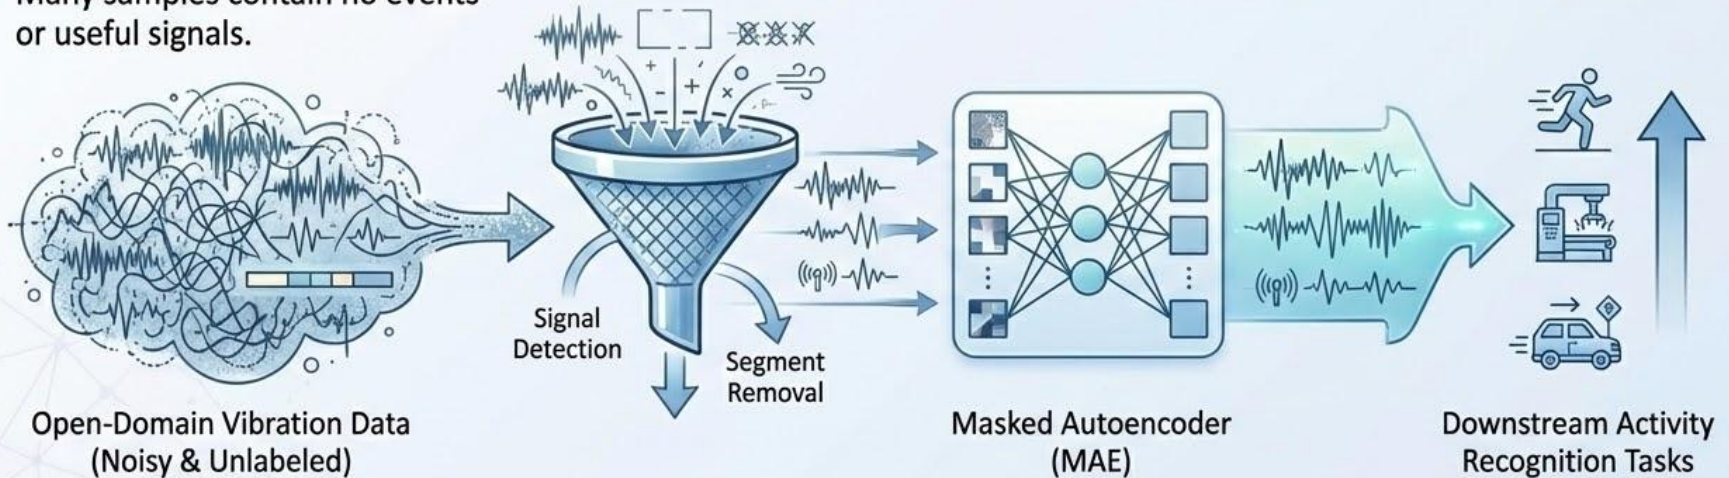 Many samples contain no events
or useful signals.
Signal
Detection
Segment
Removal
Open-Domain Vibration Data
(Noisy & Unlabeled)
Masked Autoencoder
(MAE)
Downstream Activity
Recognition Tasks